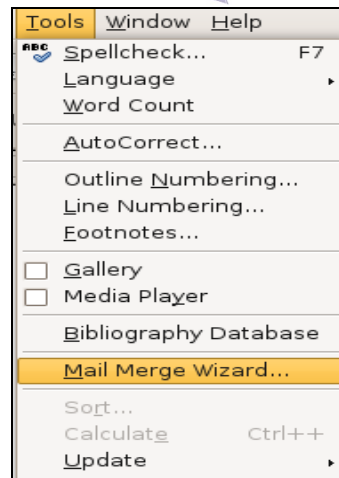 Tools Window Help
ABC Spellcheck... F7
Language
Word Count
AutoCorrect...
Outline Numbering...
Line Numbering...
Footnotes...
Gallery
Media Player
Bibliography Database
Mail Merge Wizard...
Sort...
Calculate Ctrl++
Update